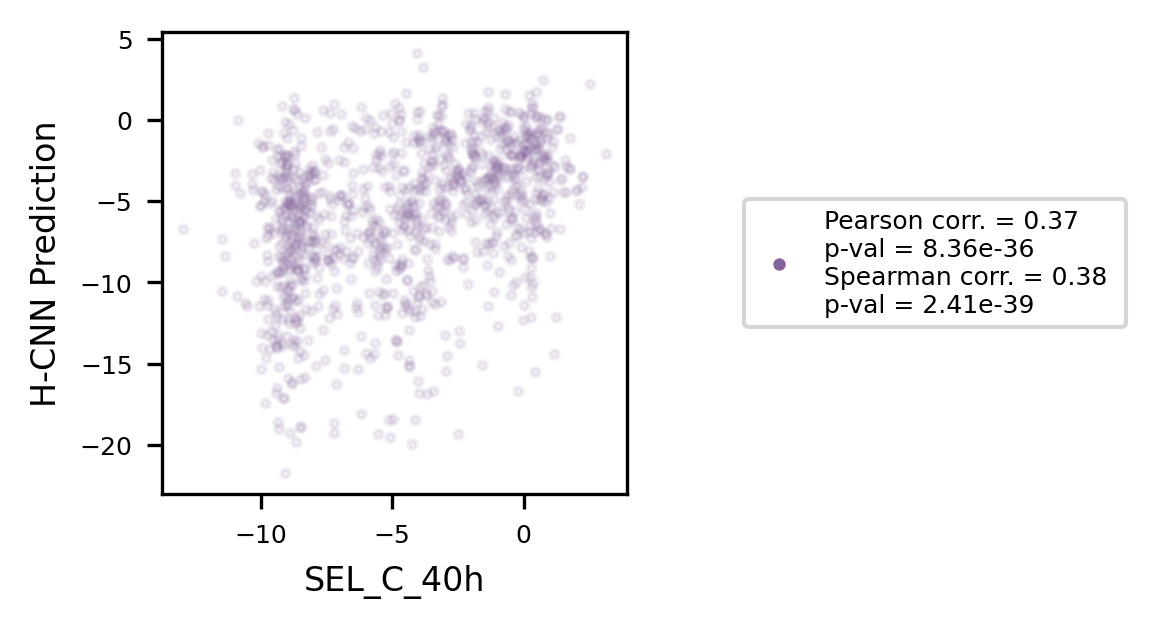 5
0
−5
−10
−15
−20
H-CNN Prediction
−10
−5
0
SEL_C_40h
Pearson corr. = 0.37
p-val = 8.36e-36
Spearman corr. = 0.38
p-val = 2.41e-39